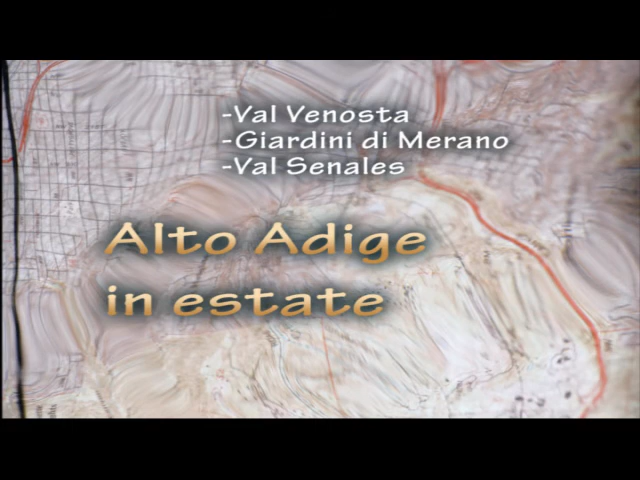 -Val Venosta
-Giardini di Merano
-Val Senales
Alto Adige
in estate